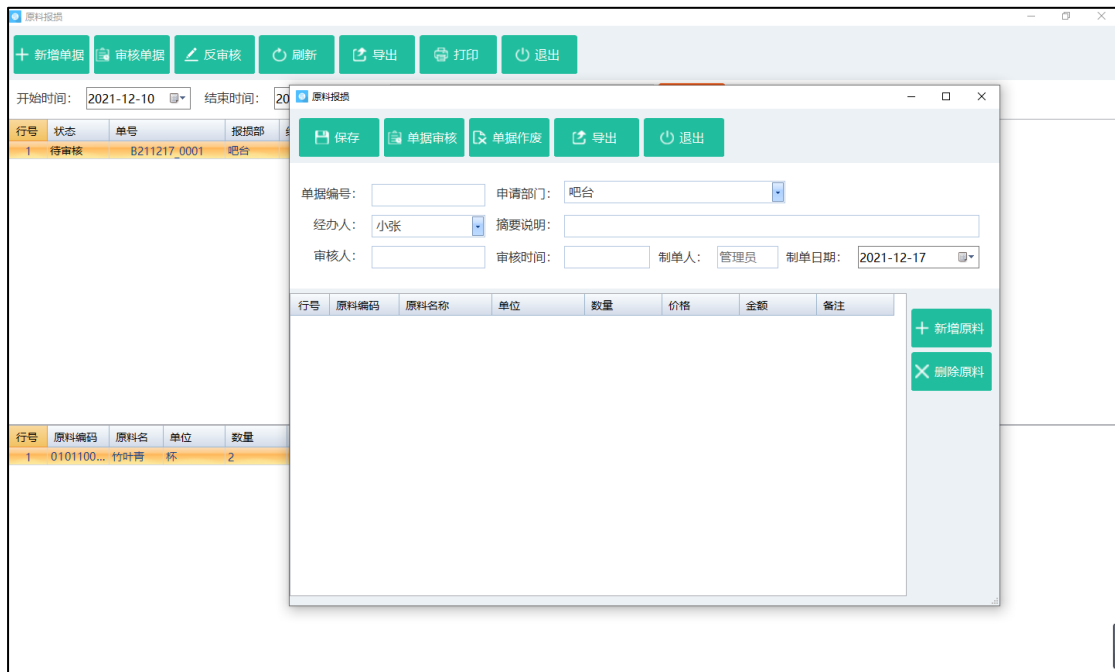 原料报损
新增单据 审核单据 反审核 刷新 导出 打印 退出
开始时间： 2021-12-10 结束时间： 20
行号 状态 单号 报损部
1 待审核 B211217_0001 吧台
行号 原料编码 原料名 单位 数量
1 0101100... 竹叶青 杯 2
原料报损
保存 单据审核 单据作废 导出 退出
单据编号： 申请部门： 吧台
经办人： 小张 摘要说明：
审核人： 审核时间： 制单人： 管理员 制单日期： 2021-12-17
行号 原料编码 原料名称 单位 数量 价格 金额 备注
新增原料
删除原料